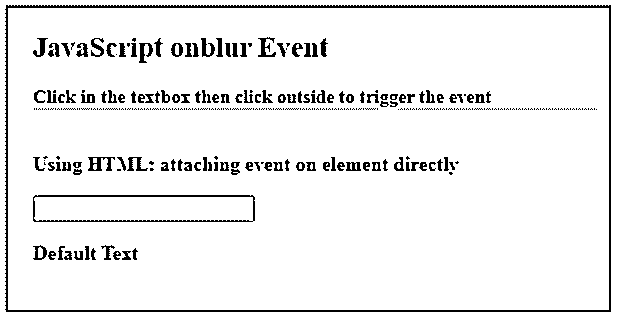 JavaScript onblur Event
Click in the textbox then click outside to trigger the event
Using HTML: attaching event on element directly
Default Text